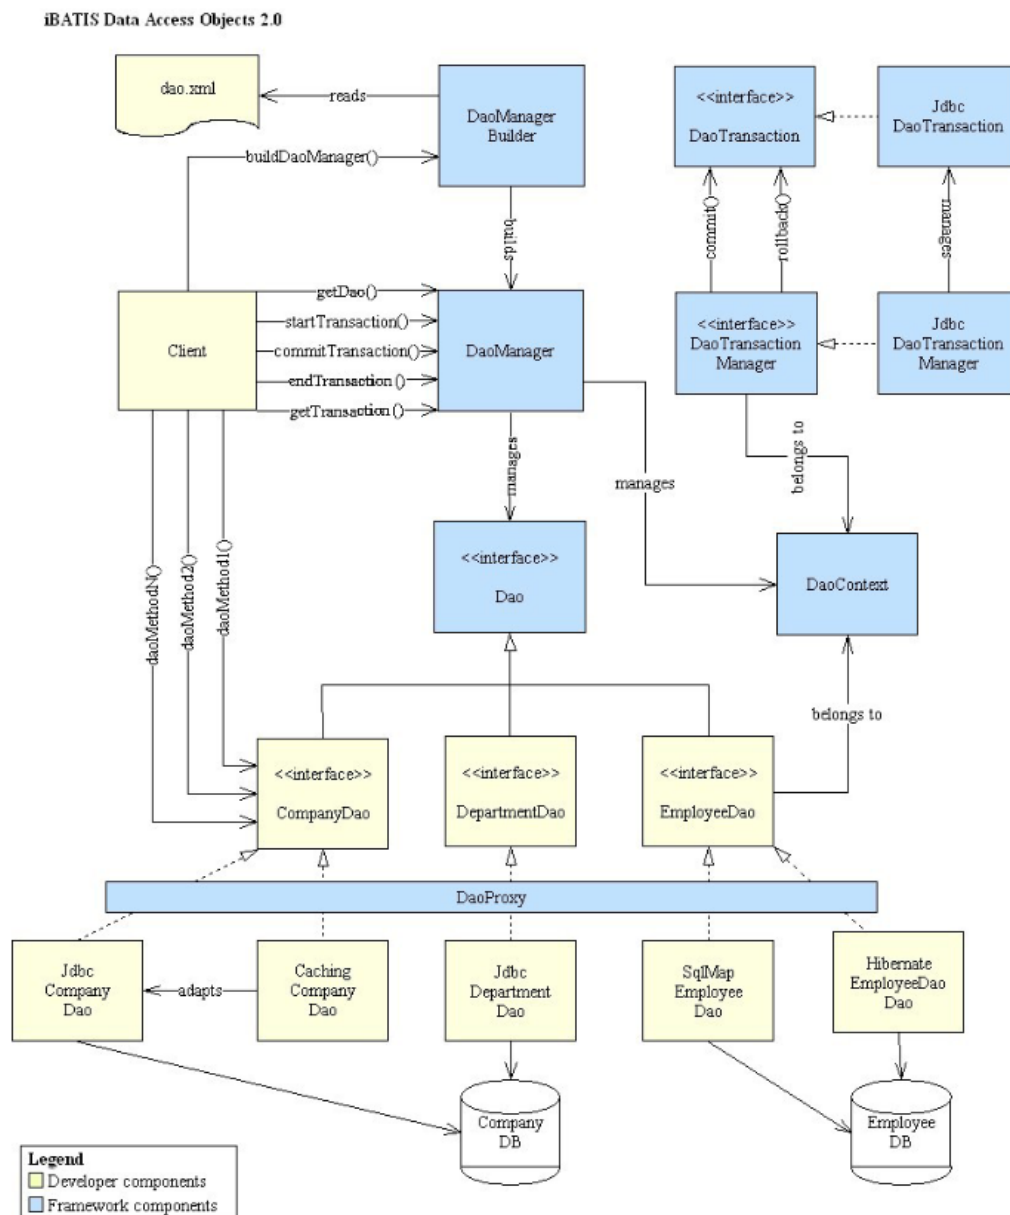 iBATIS Data Access Objects 2.0
dao.xml
reads
DaoManager
Builder
<<interface>>
DaoTransaction
Jdbc
DaoTransaction
buildDaoManager()
builds
commit()
rollback()
manages
Client
getDao()
startTransaction()
commitTransaction()
endTransaction()
getTransaction()
DaoManager
<<interface>>
DaoTransaction
Manager
Jdbc
DaoTransaction
Manager
manages
manages
belongs to
daoMethodN()
daoMethod2()
daoMethod1()
<<interface>>
Dao
DaoContext
belongs to
<<interface>>
CompanyDao
<<interface>>
DepartmentDao
<<interface>>
EmployeeDao
DaoProxy
Jdbc
Company
Dao
adapts
Caching
Company
Dao
Jdbc
Department
Dao
SqlMap
Employee
Dao
Hibernate
EmployeeDao
Dao
Company
DB
Employee
DB
Legend
Developer components
Framework components